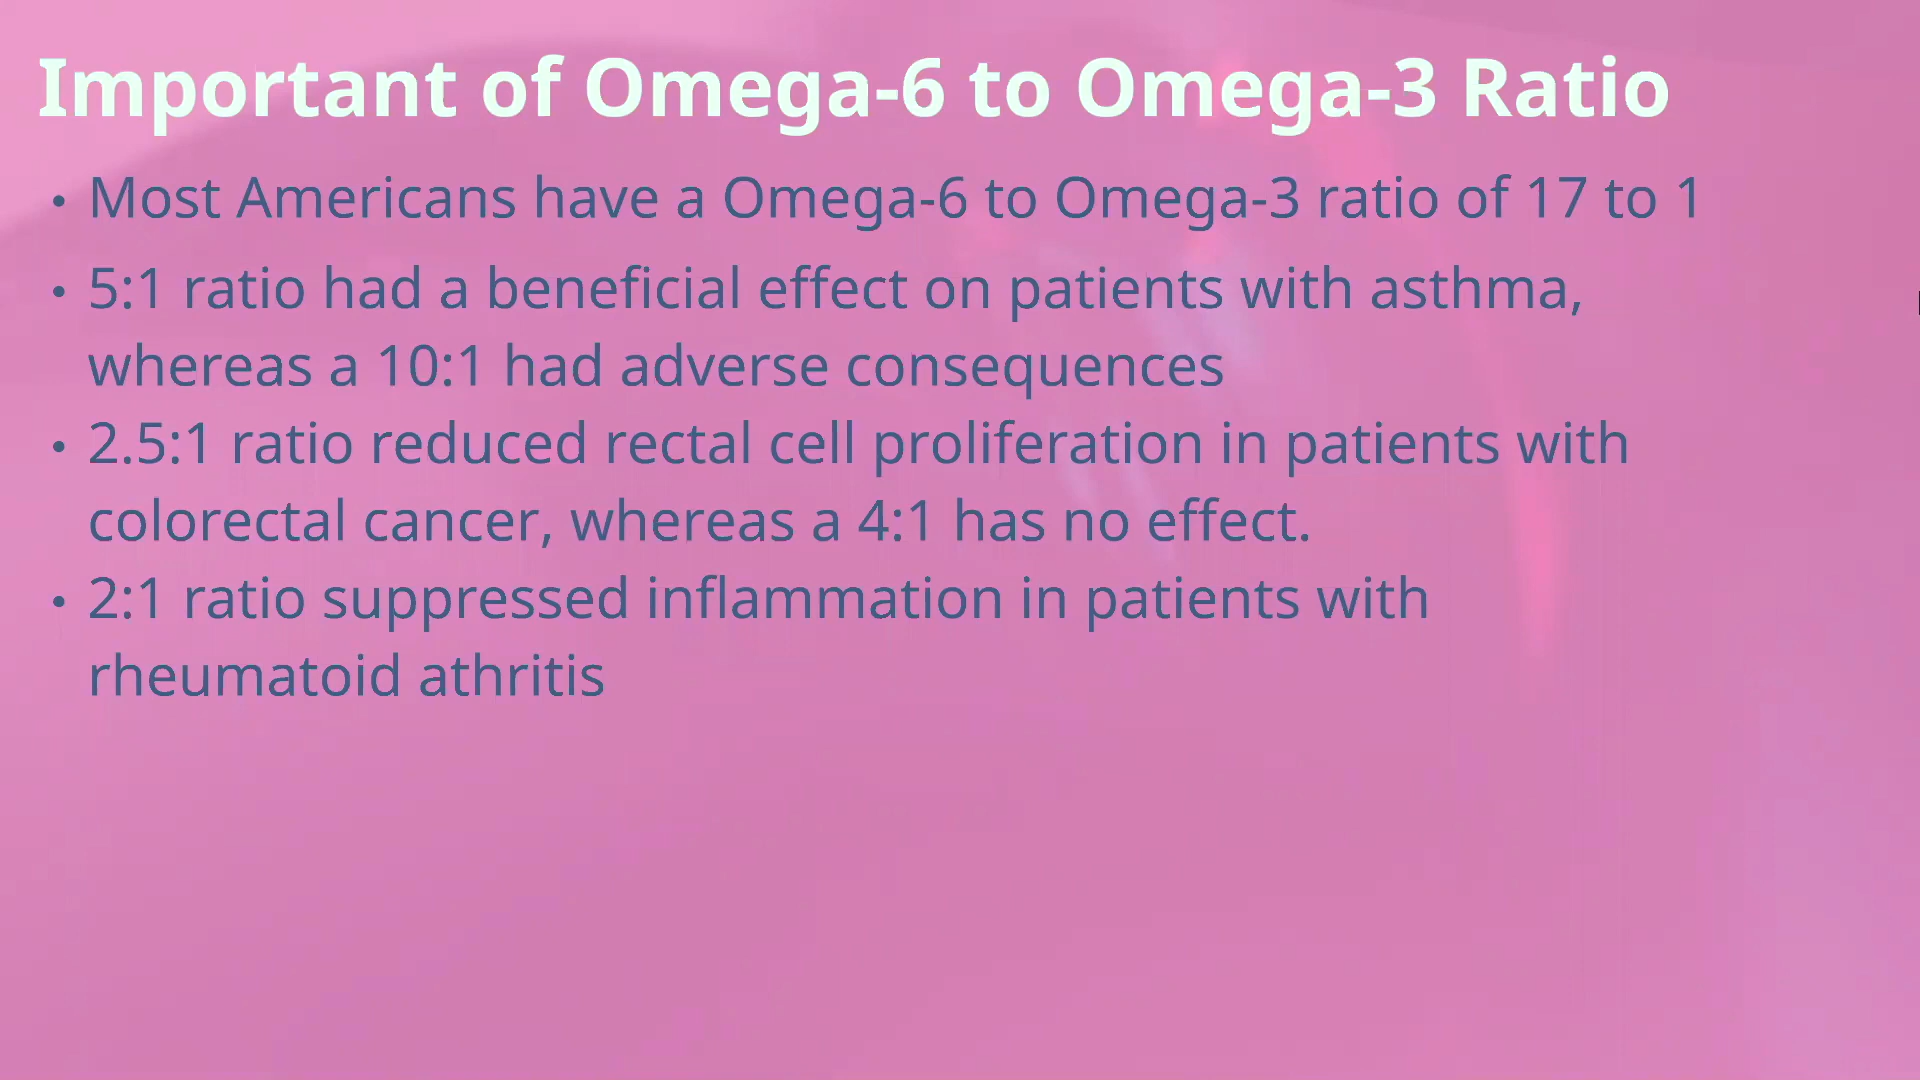 Important of Omega-6 to Omega-3 Ratio
• Most Americans have a Omega-6 to Omega-3 ratio of 17 to 1
• 5:1 ratio had a beneficial effect on patients with asthma,
whereas a 10:1 had adverse consequences
• 2.5:1 ratio reduced rectal cell proliferation in patients with
colorectal cancer, whereas a 4:1 has no effect.
• 2:1 ratio suppressed inflammation in patients with
rheumatoid athritis